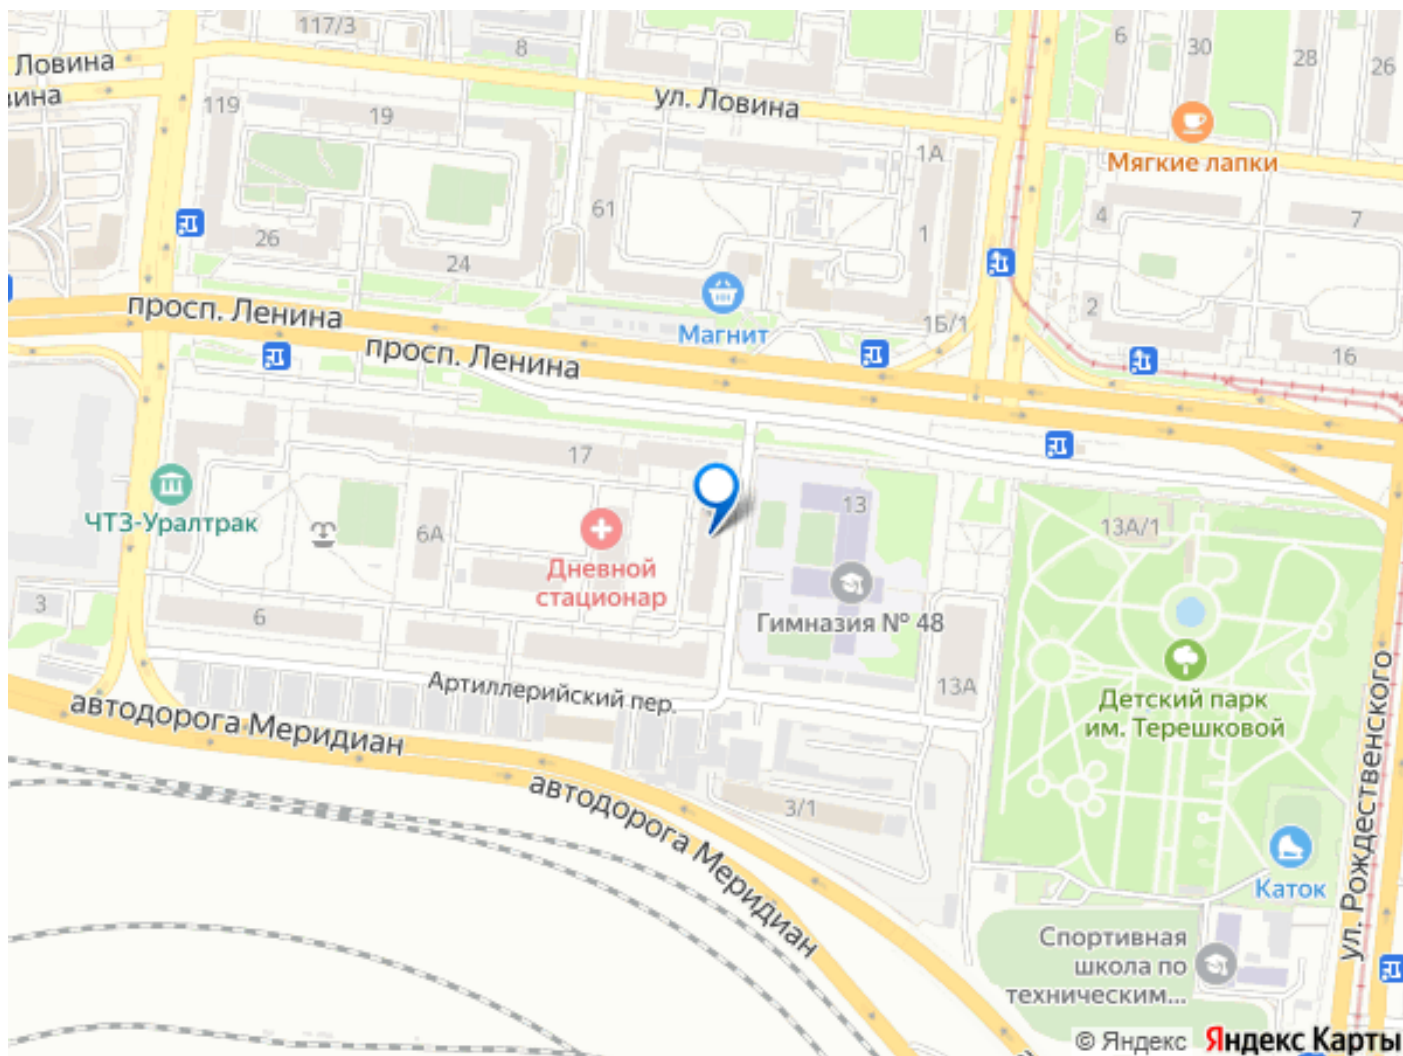 117/3
8
6
30
28
26
ул. Ловина
вина
119
19
ул. Ловина
Мягкие лапки
1А
61
4
7
26
24
1
просп. Ленина
Магнит
1Б/1
2
16
просп. Ленина
17
13
13А/1
ЧТЗ-Уралтрак
6А
Дневной
стационар
3
6
Гимназия № 48
13А
Артиллерийский пер.
Детский парк
им. Терешковой
автодорога Меридиан
автодорога Меридиан
3/1
ул. Рождественского
Каток
Спортивная
школа по
техническим...
© Яндекс Яндекс Карты